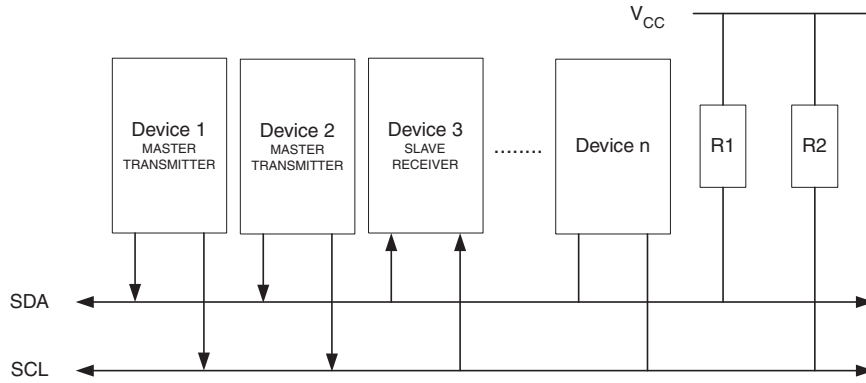 VCC
Device 1
MASTER
TRANSMITTER
Device 2
MASTER
TRANSMITTER
Device 3
SLAVE
RECEIVER
........
Device n
R1
R2
SDA
SCL